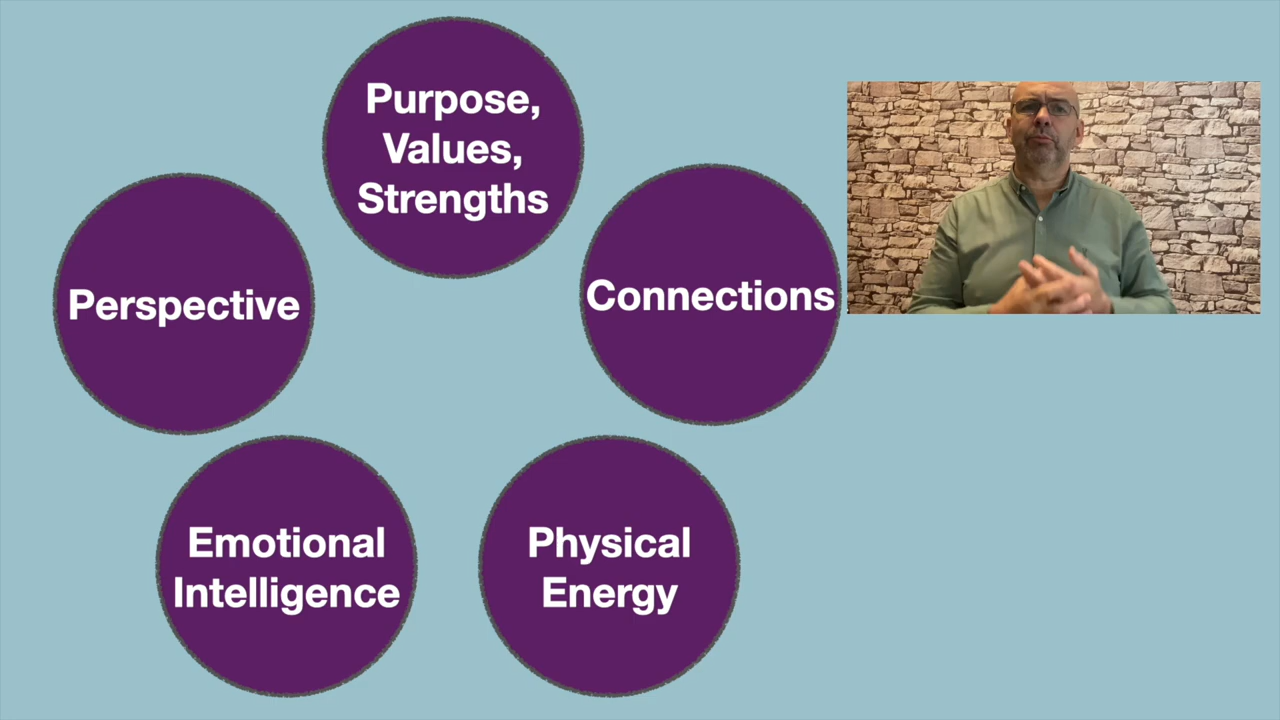 Purpose,
Values,
Strengths
Connections
Perspective
Emotional
Intelligence
Physical
Energy